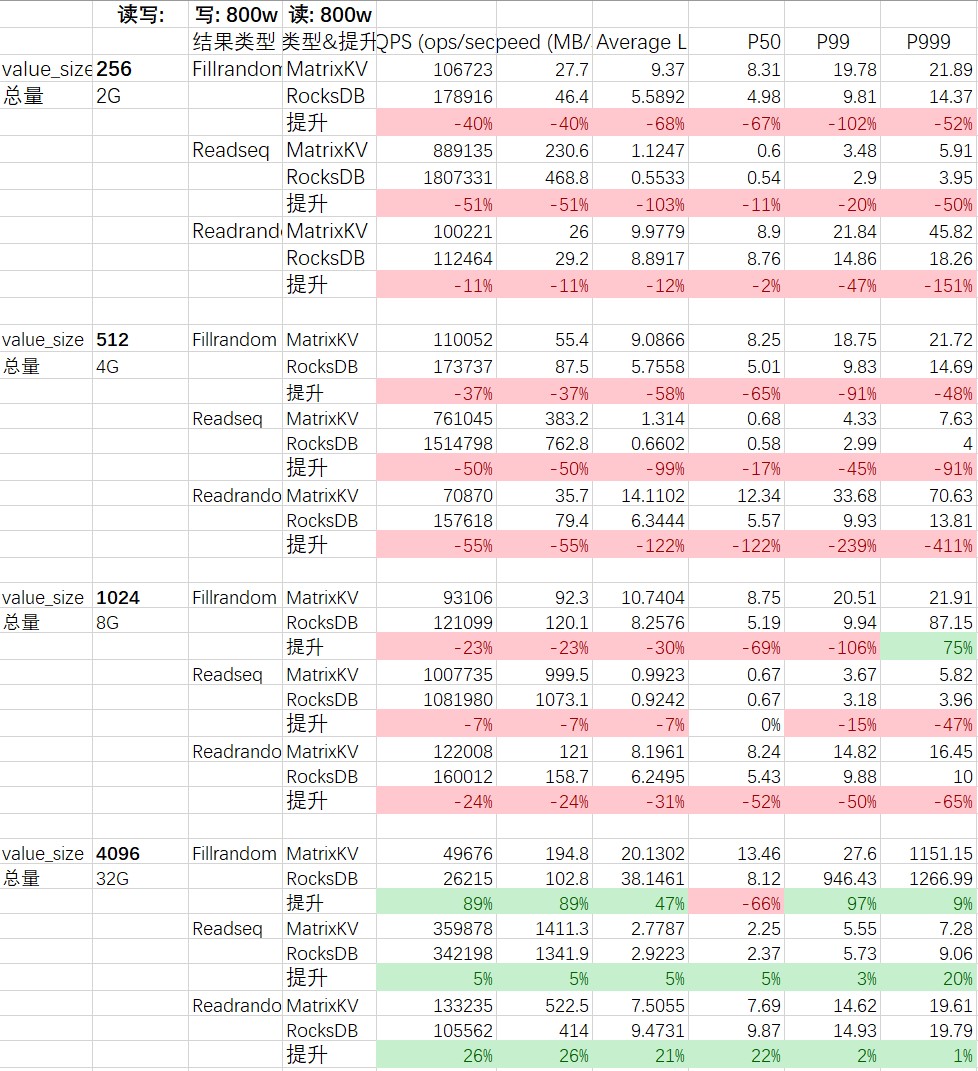 读写: 写: 800w 读: 800w
结果类型 类型&提升 QPS (ops/sec peed (MB/ Average L P50 P99 P999
value_size 256 Fillrandom MatrixKV 106723 27.7 9.37 8.31 19.78 21.89
总量 2G RocksDB 178916 46.4 5.5892 4.98 9.81 14.37
提升 -40% -40% -68% -67% -102% -52%
Readseq MatrixKV 889135 230.6 1.1247 0.6 3.48 5.91
RocksDB 1807331 468.8 0.5533 0.54 2.9 3.95
提升 -51% -51% -103% -11% -20% -50%
Readrand MatrixKV 100221 26 9.9779 8.9 21.84 45.82
RocksDB 112464 29.2 8.8917 8.76 14.86 18.26
提升 -11% -11% -12% -2% -47% -151%
value_size 512 Fillrandom MatrixKV 110052 55.4 9.0866 8.25 18.75 21.72
总量 4G RocksDB 173737 87.5 5.7558 5.01 9.83 14.69
提升 -37% -37% -58% -65% -91% -48%
Readseq MatrixKV 761045 383.2 1.314 0.68 4.33 7.63
RocksDB 1514798 762.8 0.6602 0.58 2.99 4
提升 -50% -50% -99% -17% -45% -91%
Readrando MatrixKV 70870 35.7 14.1102 12.34 33.68 70.63
RocksDB 157618 79.4 6.3444 5.57 9.93 13.81
提升 -55% -55% -122% -122% -239% -411%
value_size 1024 Fillrandom MatrixKV 93106 92.3 10.7404 8.75 20.51 21.91
总量 8G RocksDB 121099 120.1 8.2576 5.19 9.94 87.15
提升 -23% -23% -30% -69% -106% 75%
Readseq MatrixKV 1007735 999.5 0.9923 0.67 3.67 5.82
RocksDB 1081980 1073.1 0.9242 0.67 3.18 3.96
提升 -7% -7% -7% 0% -15% -47%
Readrando MatrixKV 122008 121 8.1961 8.24 14.82 16.45
RocksDB 160012 158.7 6.2495 5.43 9.88 10
提升 -24% -24% -31% -52% -50% -65%
value_size 4096 Fillrandom MatrixKV 49676 194.8 20.1302 13.46 27.6 1151.15
总量 32G RocksDB 26215 102.8 38.1461 8.12 946.43 1266.99
提升 89% 89% 47% -66% 97% 9%
Readseq MatrixKV 359878 1411.3 2.7787 2.25 5.55 7.28
RocksDB 342198 1341.9 2.9223 2.37 5.73 9.06
提升 5% 5% 5% 5% 3% 20%
Readrando MatrixKV 133235 522.5 7.5055 7.69 14.62 19.61
RocksDB 105562 414 9.4731 9.87 14.93 19.79
提升 26% 26% 21% 22% 2% 1%